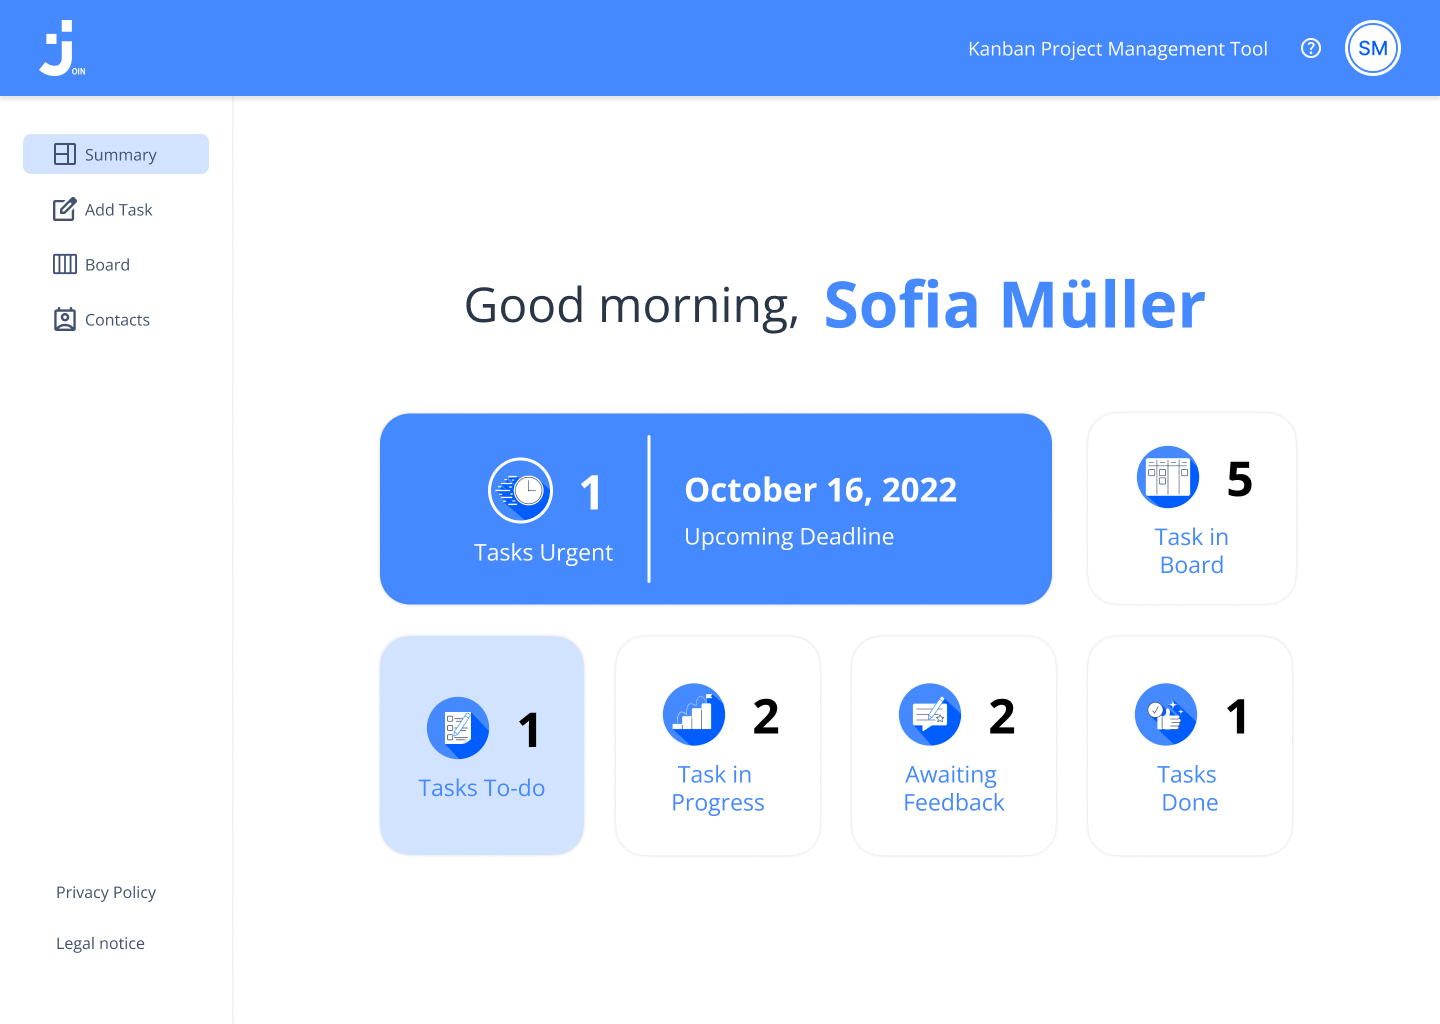 OIN
Kanban Project Management Tool
SM
Summary
Add Task
Board
Contacts
Good morning, Sofia Müller
1
Tasks Urgent
October 16, 2022
Upcoming Deadline
5
Task in
Board
1
Tasks To-do
2
Task in
Progress
2
Awaiting
Feedback
1
Tasks
Done
Privacy Policy
Legal notice